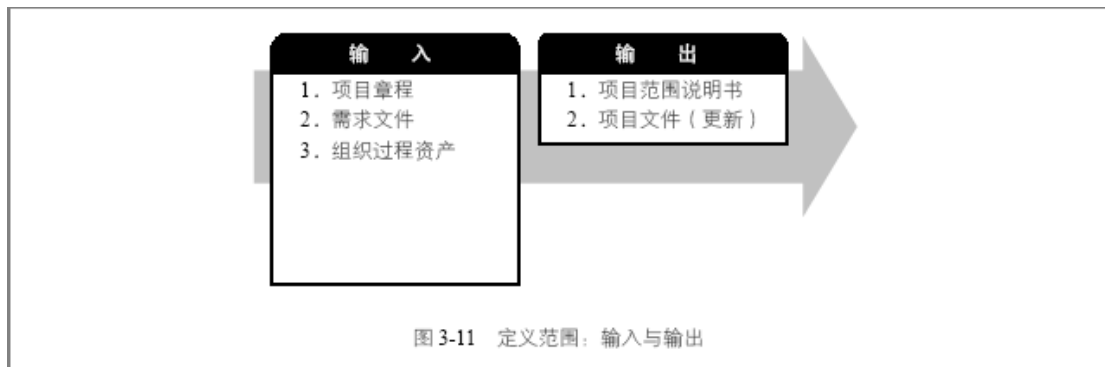 输 入
1. 项目章程
2. 需求文件
3. 组织过程资产
输 出
1. 项目范围说明书
2. 项目文件（更新）
图 3-11 定义范围：输入与输出